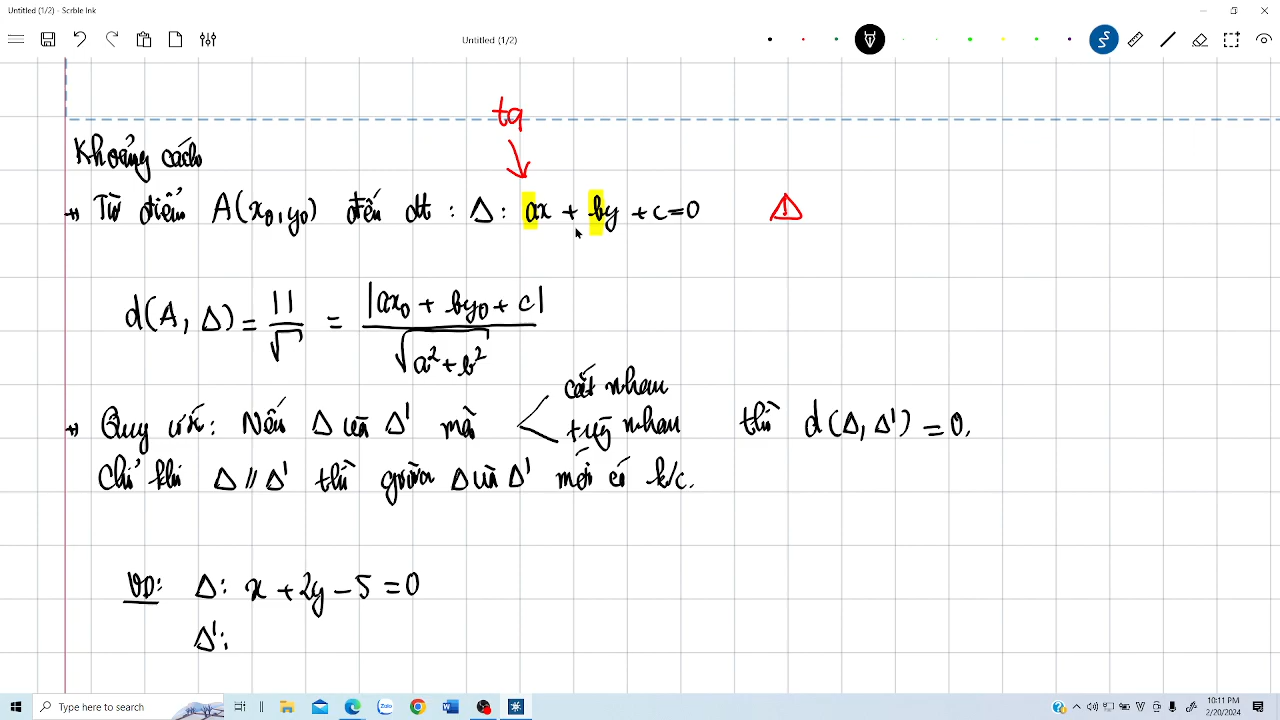 Untitled (1/2) - Scrble Ink
Untitled (1/2)
tq
Khoảng cách
Từ điểm A(x₀, y₀) đến đt : Δ: ax + by + c = 0
d(A, Δ) = | | / √ = |ax₀ + by₀ + c| / √(a² + b²)
cắt nhau
Quy ước: Nếu Δ và Δ' mà trùng nhau thì d(Δ, Δ') = 0.
Chỉ khi Δ // Δ' thì giữa Δ và Δ' mới có k/c.
VD: Δ: x + 2y - 5 = 0
Δ':
Type here to search
10:11 PM
2/20/2024